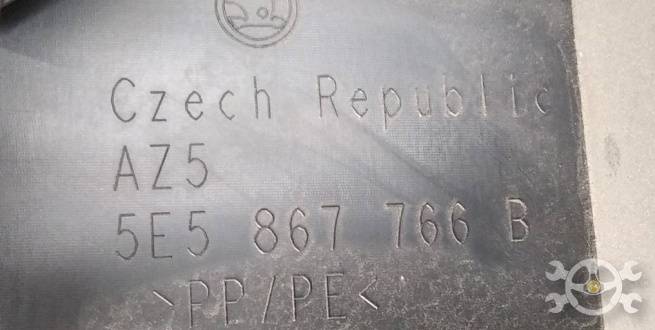 Czech Republic
AZ5
5E5 867 766 B
>PP/PE<